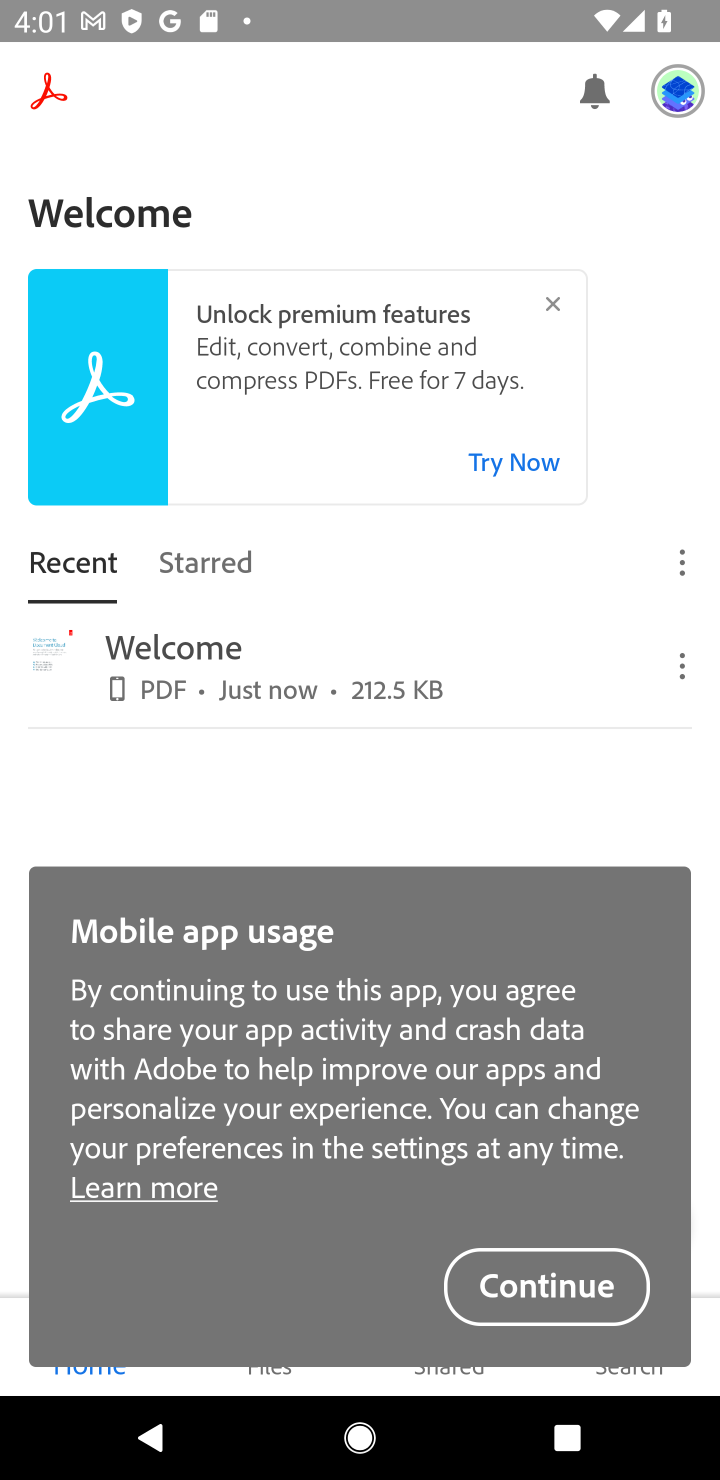 4:01
Welcome
Unlock premium features
Edit, convert, combine and
compress PDFs. Free for 7 days.
Try Now
Recent
Starred
Welcome
PDF • Just now • 212.5 KB
Mobile app usage
By continuing to use this app, you agree
to share your app activity and crash data
with Adobe to help improve our apps and
personalize your experience. You can change
your preferences in the settings at any time.
Learn more
Continue
Home Files Shared Search